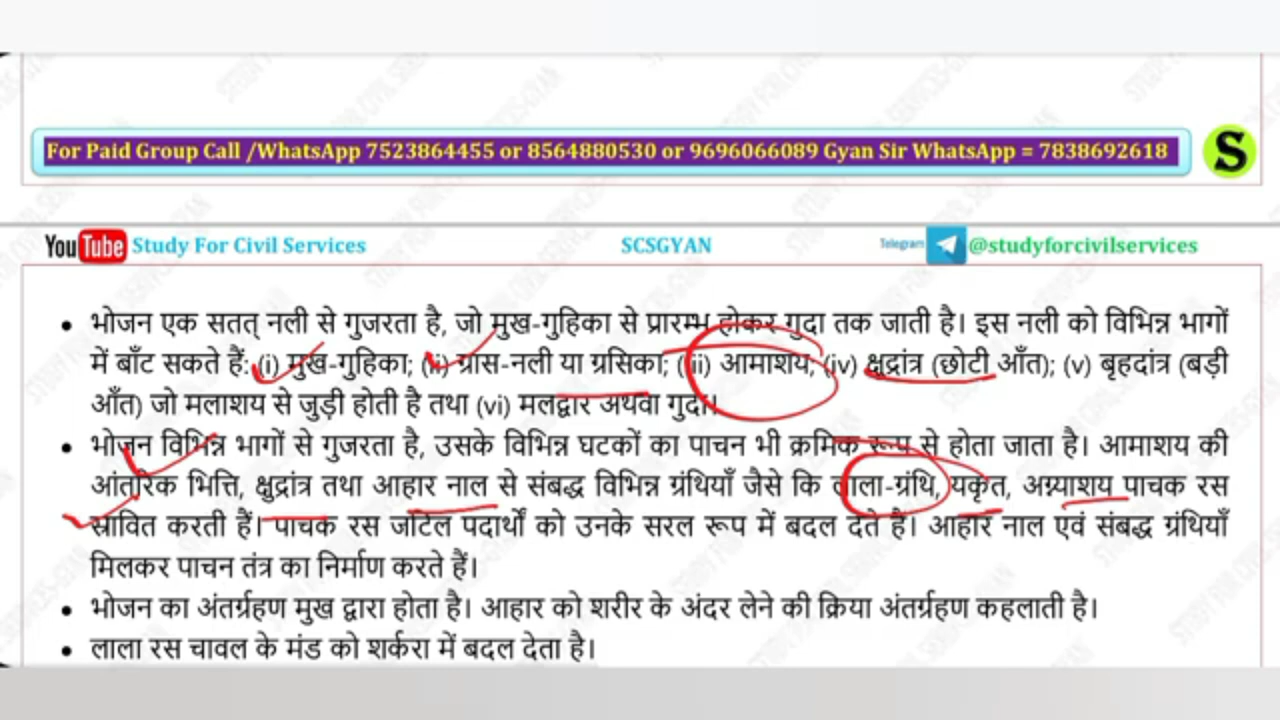 For Paid Group Call /WhatsApp 7523864455 or 8564880530 or 9696066089 Gyan Sir WhatsApp = 7838692618
S
YouTube Study For Civil Services SCSGYAN Telegram @studyforcivilservices
• भोजन एक सतत् नली से गुजरता है, जो मुख-गुहिका से प्रारम्भ होकर गुदा तक जाती है। इस नली को विभिन्न भागों
में बाँट सकते हैं: (i) मुख-गुहिका; (ii) ग्रास-नली या ग्रसिका; (iii) आमाशय; (iv) क्षुद्रांत्र (छोटी आँत); (v) बृहदांत्र (बड़ी
आँत) जो मलाशय से जुड़ी होती है तथा (vi) मलद्वार अथवा गुदा।
• भोजन विभिन्न भागों से गुजरता है, उसके विभिन्न घटकों का पाचन भी क्रमिक रूप से होता जाता है। आमाशय की
आंतरिक भित्ति, क्षुद्रांत्र तथा आहार नाल से संबद्ध विभिन्न ग्रंथियाँ जैसे कि लाला-ग्रंथि, यकृत, अग्न्याशय पाचक रस
स्रावित करती हैं। पाचक रस जटिल पदार्थों को उनके सरल रूप में बदल देते हैं। आहार नाल एवं संबद्ध ग्रंथियाँ
मिलकर पाचन तंत्र का निर्माण करते हैं।
• भोजन का अंतर्ग्रहण मुख द्वारा होता है। आहार को शरीर के अंदर लेने की क्रिया अंतर्ग्रहण कहलाती है।
• लाला रस चावल के मंड को शर्करा में बदल देता है।